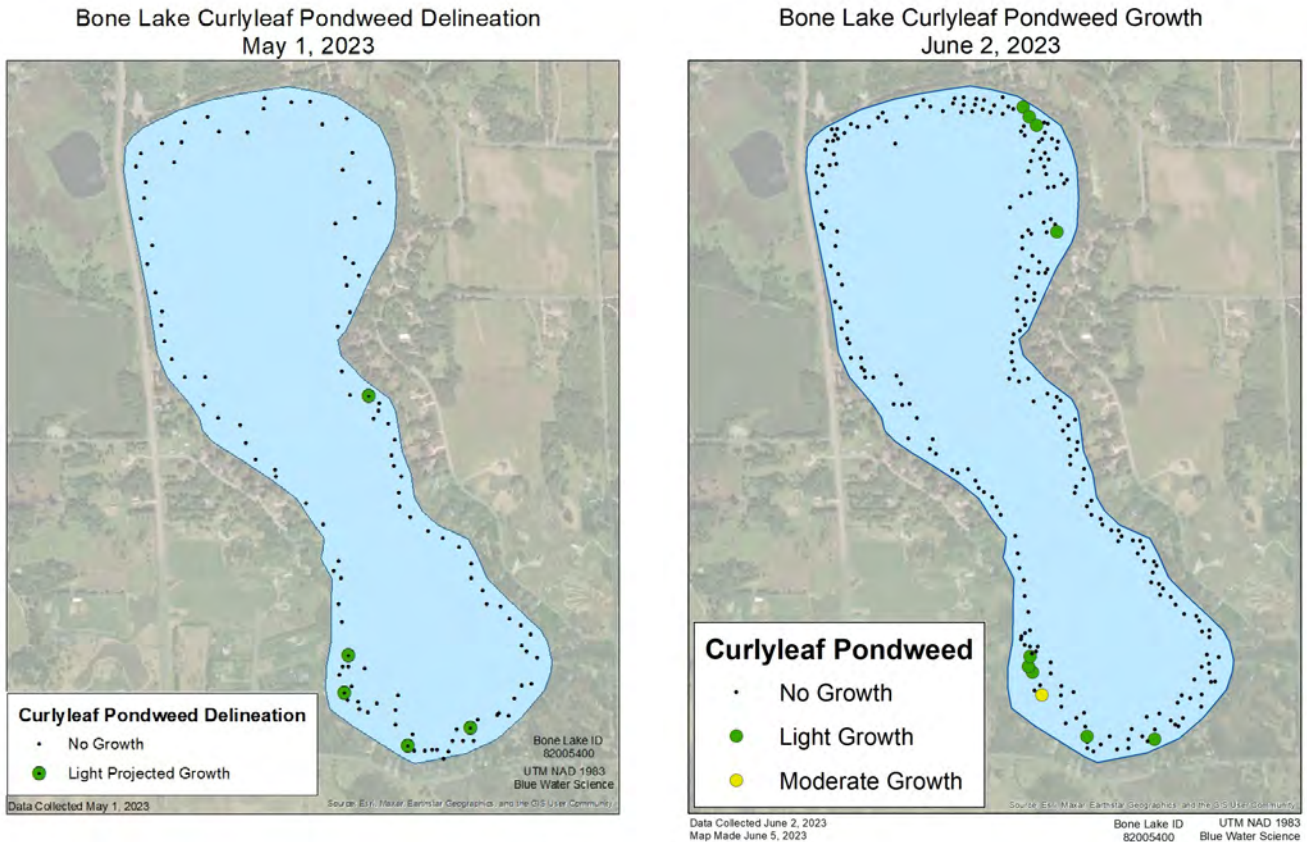 Bone Lake Curlyleaf Pondweed Delineation
May 1, 2023
Curlyleaf Pondweed Delineation
No Growth
Light Projected Growth
Bone Lake ID
82005400
UTM NAD 1983
Blue Water Science
Data Collected May 1, 2023
Source: Esri, Maxar, Earthstar Geographics, and the GIS User Community
Bone Lake Curlyleaf Pondweed Growth
June 2, 2023
Curlyleaf Pondweed
No Growth
Light Growth
Moderate Growth
Source: Esri, Maxar, Earthstar Geographics, and the GIS User Community
Data Collected June 2, 2023
Map Made June 5, 2023
Bone Lake ID
82005400
UTM NAD 1983
Blue Water Science